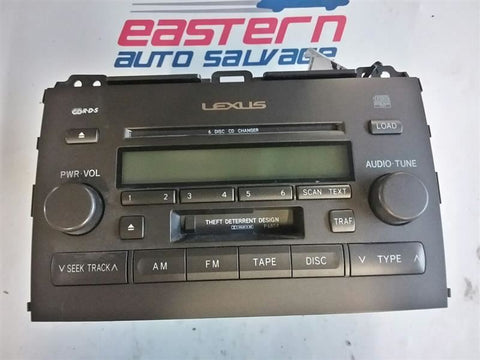 eastern
AUTO SALVAGE
R·D·S
LEXUS
6 DISC CD CHANGER
LOAD
PWR·VOL
AUDIO·TUNE
1 2 3 4 5 6 SCAN TEXT
THEFT DETERRENT DESIGN
TRAF
∨ SEEK TRACK ∧
AM FM TAPE DISC
∨ TYPE ∧